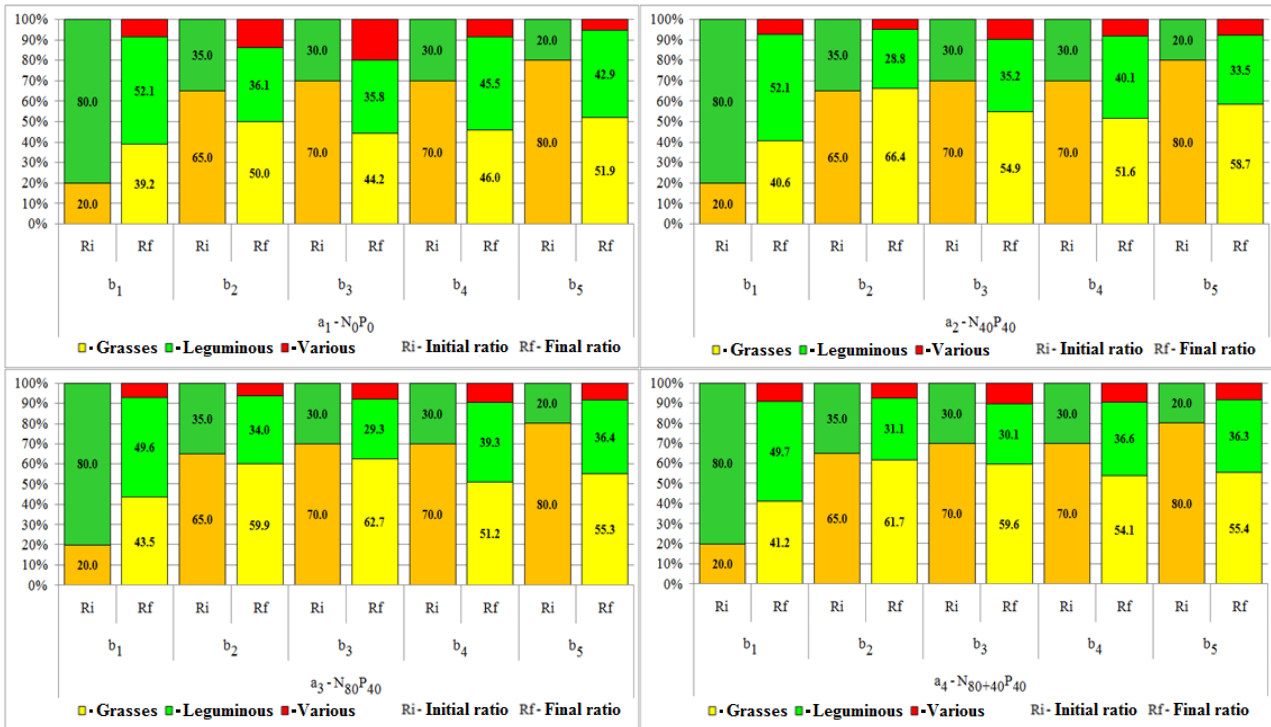 100%
90%
80%
70%
60%
50%
40%
30%
20%
10%
0%
80.0 52.1 35.0 36.1 30.0 35.8 30.0 45.5 20.0 42.9
20.0 39.2 65.0 50.0 70.0 44.2 70.0 46.0 80.0 51.9
Ri Rf Ri Rf Ri Rf Ri Rf Ri Rf
b1 b2 b3 b4 b5
a1 - N0P0
- Grasses - Leguminous - Various Ri - Initial ratio Rf - Final ratio
100%
90%
80%
70%
60%
50%
40%
30%
20%
10%
0%
80.0 52.1 35.0 28.8 30.0 35.2 30.0 40.1 20.0 33.5
20.0 40.6 65.0 66.4 70.0 54.9 70.0 51.6 80.0 58.7
Ri Rf Ri Rf Ri Rf Ri Rf Ri Rf
b1 b2 b3 b4 b5
a2 - N40P40
- Grasses - Leguminous - Various Ri - Initial ratio Rf - Final ratio
100%
90%
80%
70%
60%
50%
40%
30%
20%
10%
0%
80.0 49.6 35.0 34.0 30.0 29.3 30.0 39.3 20.0 36.4
20.0 43.5 65.0 59.9 70.0 62.7 70.0 51.2 80.0 55.3
Ri Rf Ri Rf Ri Rf Ri Rf Ri Rf
b1 b2 b3 b4 b5
a3 - N80P40
- Grasses - Leguminous - Various Ri - Initial ratio Rf - Final ratio
100%
90%
80%
70%
60%
50%
40%
30%
20%
10%
0%
80.0 49.7 35.0 31.1 30.0 30.1 30.0 36.6 20.0 36.3
20.0 41.2 65.0 61.7 70.0 59.6 70.0 54.1 80.0 55.4
Ri Rf Ri Rf Ri Rf Ri Rf Ri Rf
b1 b2 b3 b4 b5
a4 - N80+40P40
- Grasses - Leguminous - Various Ri - Initial ratio Rf - Final ratio